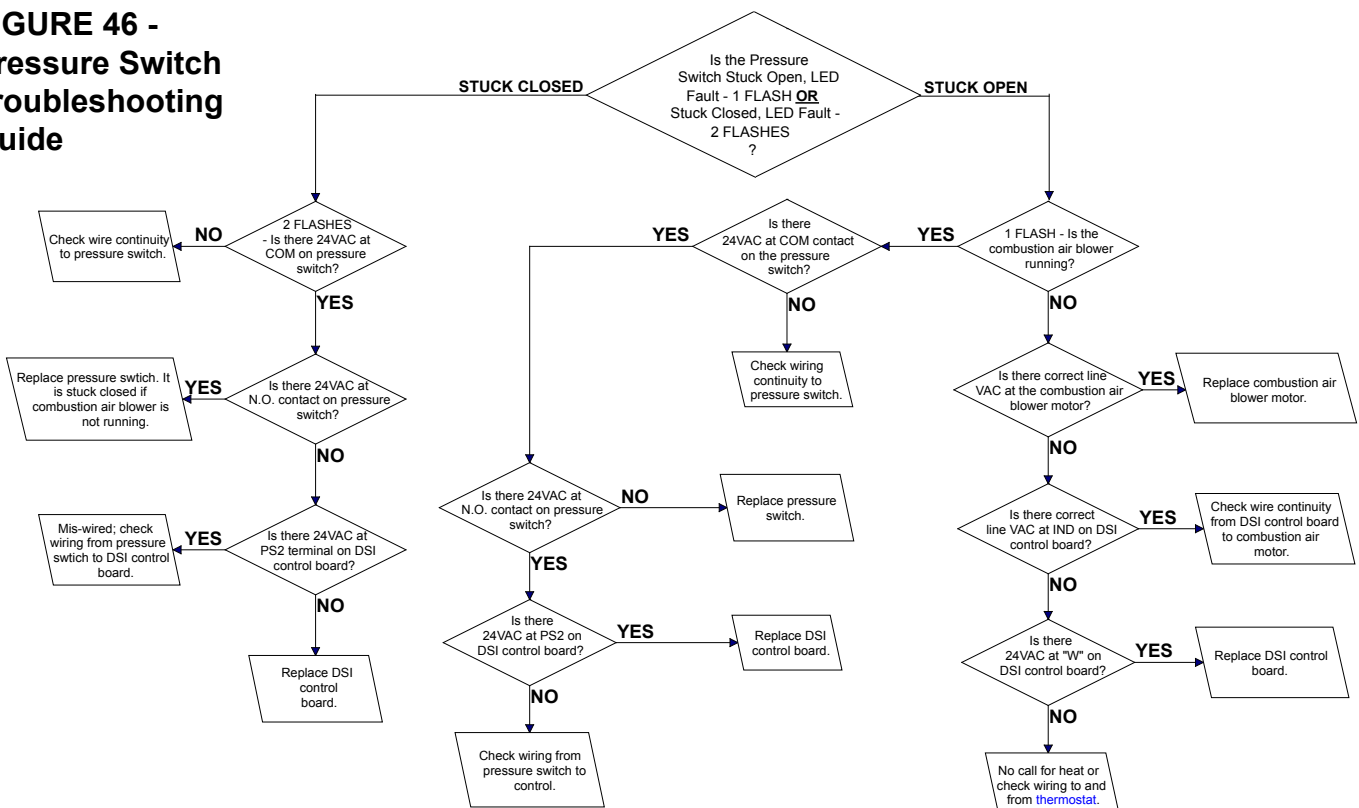 GURE 46 -
ressure Switch
roubleshooting
uide
Is the Pressure
Switch Stuck Open, LED
Fault - 1 FLASH OR
Stuck Closed, LED Fault -
2 FLASHES
?
STUCK CLOSED
STUCK OPEN
2 FLASHES
- Is there 24VAC at
COM on pressure
switch?
NO
Check wire continuity
to pressure switch.
YES
Is there 24VAC at
N.O. contact on pressure
switch?
YES
Replace pressure swtich. It
is stuck closed if
combustion air blower is
not running.
NO
Is there 24VAC at
PS2 terminal on DSI
control board?
YES
Mis-wired; check
wiring from pressure
swtich to DSI control
board.
NO
Replace DSI
control
board.
1 FLASH - Is the
combustion air blower
running?
YES
Is there
24VAC at COM contact
on the pressure
switch?
NO
Check wiring
continuity to
pressure switch.
YES
Is there 24VAC at
N.O. contact on pressure
switch?
NO
Replace pressure
switch.
YES
Is there
24VAC at PS2 on
DSI control board?
YES
Replace DSI
control board.
NO
Check wiring from
pressure switch to
control.
NO
Is there correct line
VAC at the combustion air
blower motor?
YES
Replace combustion air
blower motor.
NO
Is there correct
line VAC at IND on DSI
control board?
YES
Check wire continuity
from DSI control board
to combustion air
motor.
NO
Is there
24VAC at "W" on
DSI control board?
YES
Replace DSI control
board.
NO
No call for heat or
check wiring to and
from thermostat.